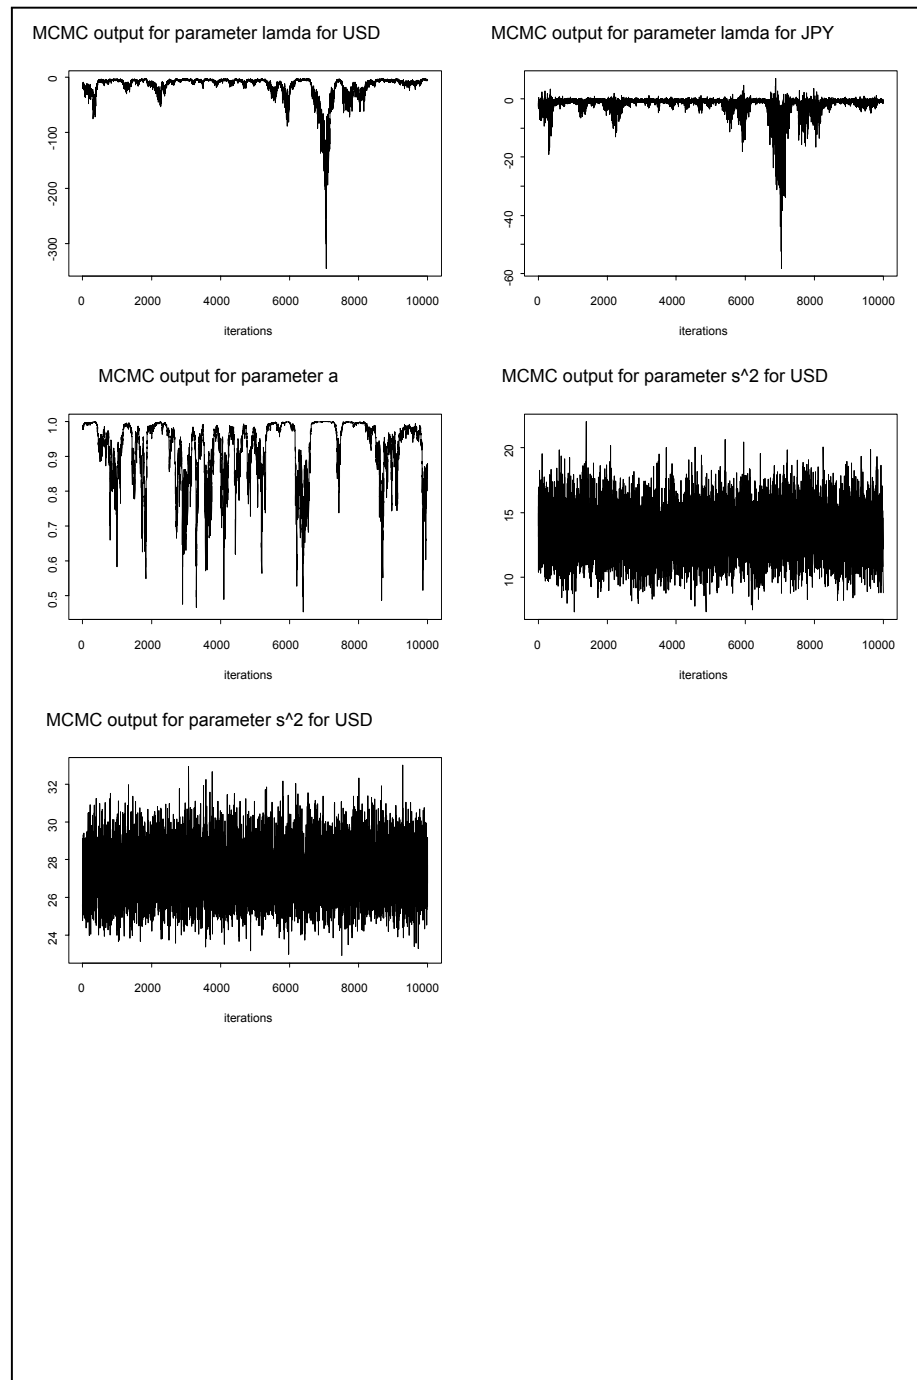 MCMC output for parameter lamda for USD
0
-100
-200
-300
0 2000 4000 6000 8000 10000
iterations
MCMC output for parameter lamda for JPY
0
-20
-40
-60
0 2000 4000 6000 8000 10000
iterations
MCMC output for parameter a
1.0
0.9
0.8
0.7
0.6
0.5
0 2000 4000 6000 8000 10000
iterations
MCMC output for parameter s^2 for USD
20
15
10
0 2000 4000 6000 8000 10000
iterations
MCMC output for parameter s^2 for USD
32
30
28
26
24
0 2000 4000 6000 8000 10000
iterations